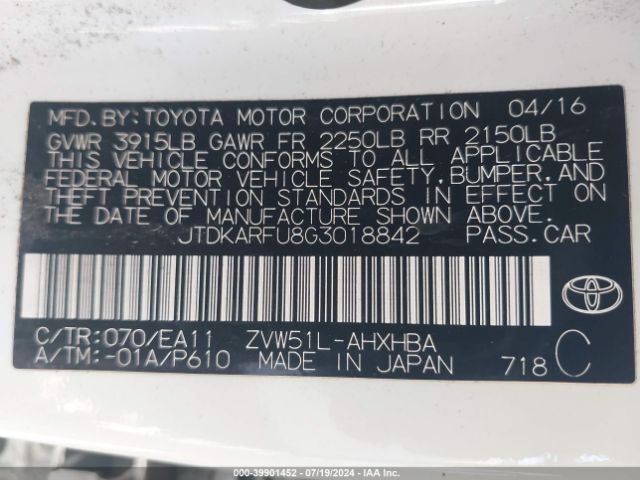 MFD.BY:TOYOTA MOTOR CORPORATION 04/16
GVWR 3915LB GAWR FR 2250LB RR 2150LB
THIS VEHICLE CONFORMS TO ALL APPLICABLE
FEDERAL MOTOR VEHICLE SAFETY,BUMPER,AND
THEFT PREVENTION STANDARDS IN EFFECT ON
THE DATE OF MANUFACTURE SHOWN ABOVE.
JTDKARFU8G3018842 PASS.CAR
TOYOTA
C/TR:070/EA11 ZVW51L-AHXHBA
A/TM:-01A/P610 MADE IN JAPAN 718 C
000-39901452 / 07/19/2024 - IAA Inc.